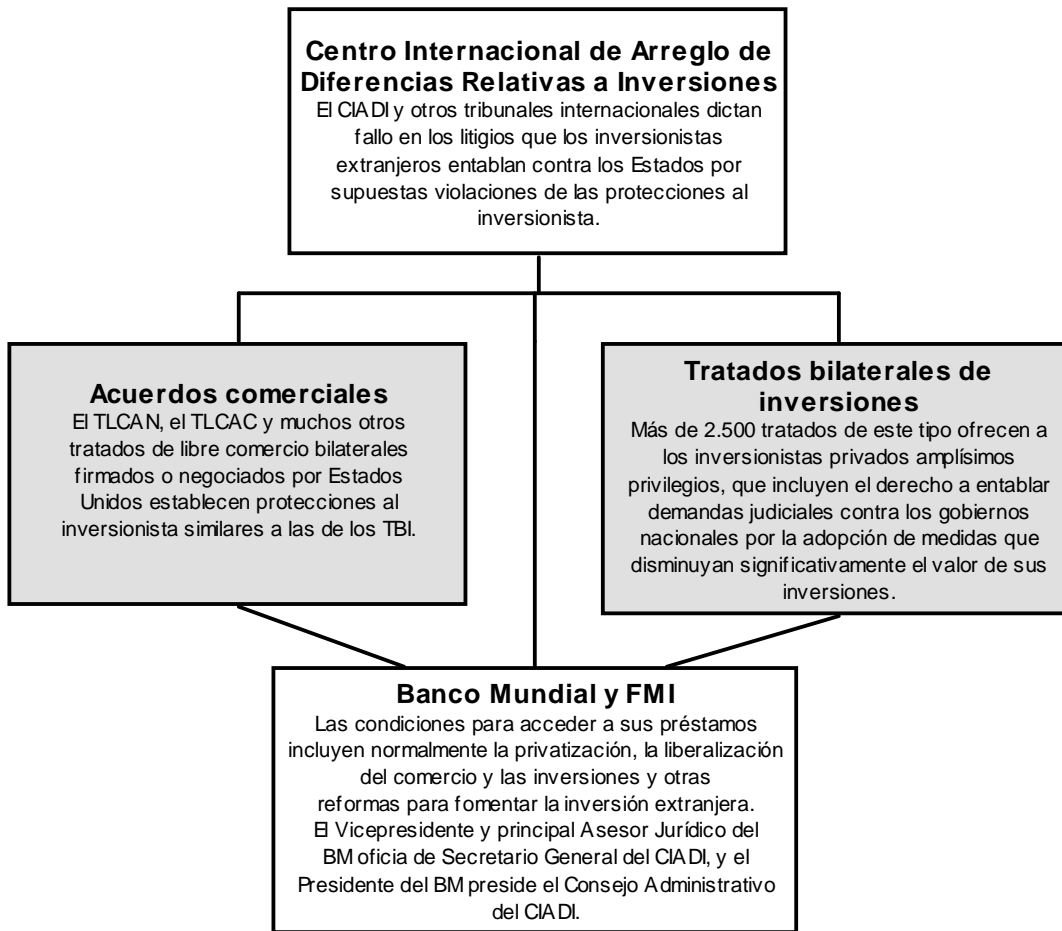 Centro Internacional de Arreglo de
Diferencias Relativas a Inversiones
El CIADI y otros tribunales internacionales dictan
fallo en los litigios que los inversionistas
extranjeros entablan contra los Estados por
supuestas violaciones de las protecciones al
inversionista.
Acuerdos comerciales
El TLCAN, el TLCAC y muchos otros
tratados de libre comercio bilaterales
firmados o negociados por Estados
Unidos establecen protecciones al
inversionista similares a las de los TBI.
Tratados bilaterales de
inversiones
Más de 2.500 tratados de este tipo ofrecen a
los inversionistas privados amplísimos
privilegios, que incluyen el derecho a entablar
demandas judiciales contra los gobiernos
nacionales por la adopción de medidas que
disminuyan significativamente el valor de sus
inversiones.
Banco Mundial y FMI
Las condiciones para acceder a sus préstamos
incluyen normalmente la privatización, la liberalización
del comercio y las inversiones y otras
reformas para fomentar la inversión extranjera.
El Vicepresidente y principal Asesor Jurídico del
BM oficia de Secretario General del CIADI, y el
Presidente del BM preside el Consejo Administrativo
del CIADI.